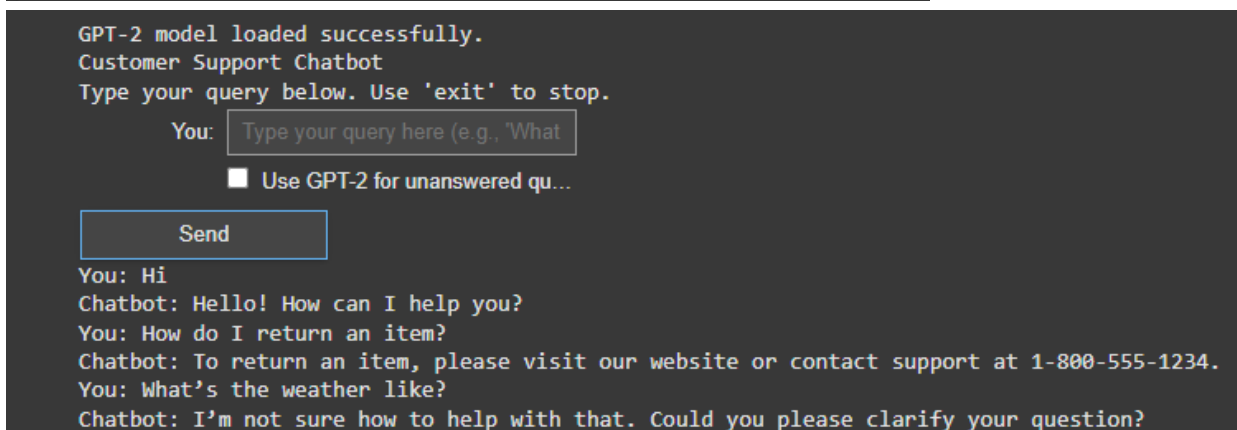 GPT-2 model loaded successfully.
Customer Support Chatbot
Type your query below. Use 'exit' to stop.
You: Type your query here (e.g., 'What
Use GPT-2 for unanswered qu...
Send
You: Hi
Chatbot: Hello! How can I help you?
You: How do I return an item?
Chatbot: To return an item, please visit our website or contact support at 1-800-555-1234.
You: What’s the weather like?
Chatbot: I’m not sure how to help with that. Could you please clarify your question?